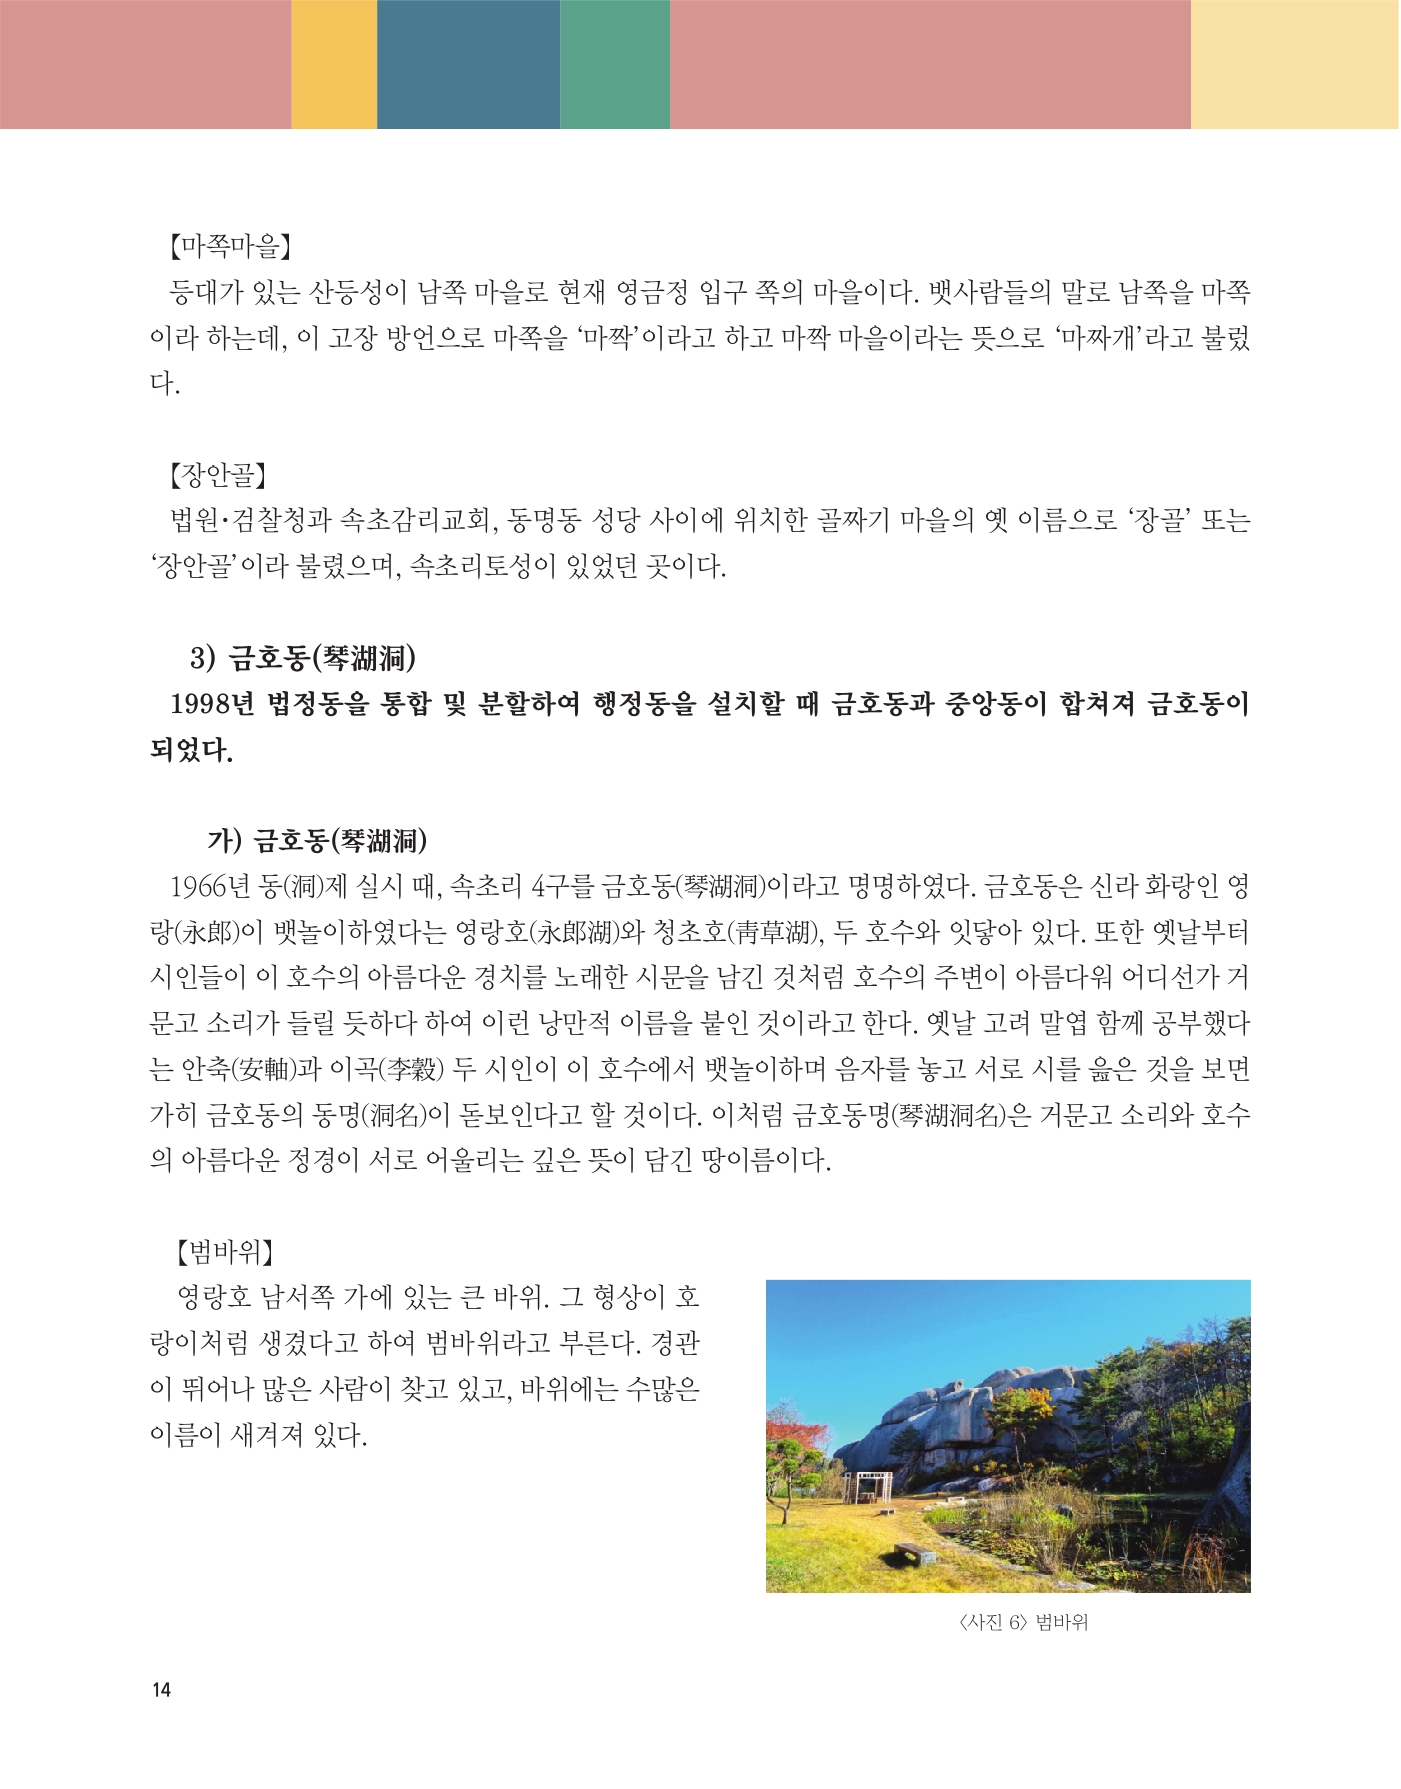 【마쪽마을】
등대가 있는 산등성이 남쪽 마을로 현재 영금정 입구 쪽의 마을이다. 뱃사람들의 말로 남쪽을 마쪽
이라 하는데, 이 고장 방언으로 마쪽을 ‘마짝’이라고 하고 마짝 마을이라는 뜻으로 ‘마짜개’라고 불렀
다.
【장안골】
법원·검찰청과 속초감리교회, 동명동 성당 사이에 위치한 골짜기 마을의 옛 이름으로 ‘장골’ 또는
‘장안골’이라 불렸으며, 속초리토성이 있었던 곳이다.
3) 금호동(琴湖洞)
1998년 법정동을 통합 및 분할하여 행정동을 설치할 때 금호동과 중앙동이 합쳐져 금호동이
되었다.
가) 금호동(琴湖洞)
1966년 동(洞)제 실시 때, 속초리 4구를 금호동(琴湖洞)이라고 명명하였다. 금호동은 신라 화랑인 영
랑(永郎)이 뱃놀이하였다는 영랑호(永郎湖)와 청초호(靑草湖), 두 호수와 잇닿아 있다. 또한 옛날부터
시인들이 이 호수의 아름다운 경치를 노래한 시문을 남긴 것처럼 호수의 주변이 아름다워 어디선가 거
문고 소리가 들릴 듯하다 하여 이런 낭만적 이름을 붙인 것이라고 한다. 옛날 고려 말엽 함께 공부했다
는 안축(安軸)과 이곡(李穀) 두 시인이 이 호수에서 뱃놀이하며 음자를 놓고 서로 시를 읊은 것을 보면
가히 금호동의 동명(洞名)이 돋보인다고 할 것이다. 이처럼 금호동명(琴湖洞名)은 거문고 소리와 호수
의 아름다운 정경이 서로 어울리는 깊은 뜻이 담긴 땅이름이다.
【범바위】
영랑호 남서쪽 가에 있는 큰 바위. 그 형상이 호
랑이처럼 생겼다고 하여 범바위라고 부른다. 경관
이 뛰어나 많은 사람이 찾고 있고, 바위에는 수많은
이름이 새겨져 있다.
〈사진 6〉 범바위
14